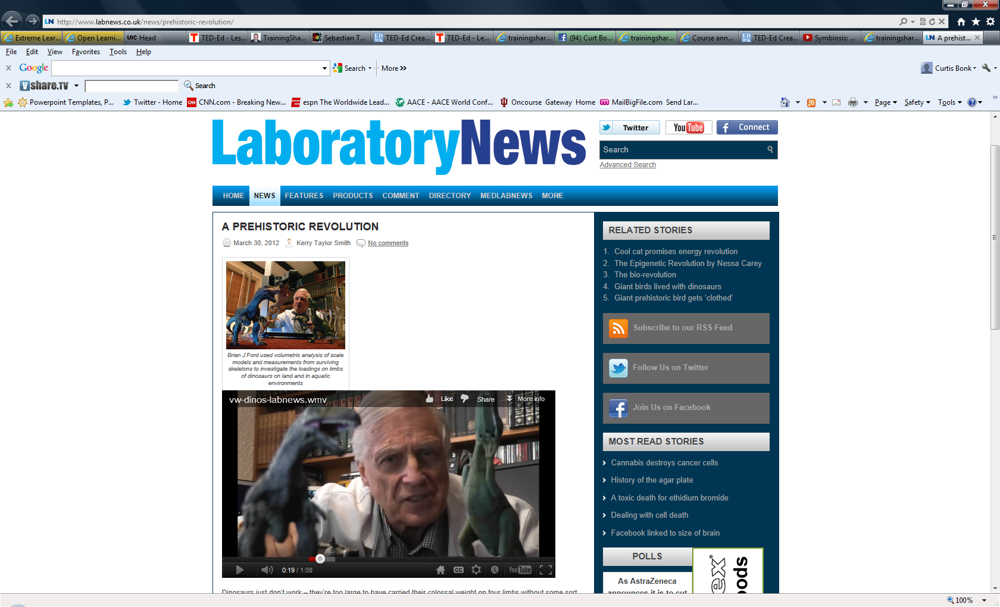 http://www.labnews.co.uk/news/prehistoric-revolution/
Extreme Lear... Open Learni... UIC Head TED-Ed - Les... TrainingSha... Sebastian T... TED-Ed Crea... TED-Ed - Le... trainingshar... (94) Curt Bo... trainingshar... Course ann... TED-Ed Crea... Symbiosis: ... trainingshar... LN A prehist...
File Edit View Favorites Tools Help
x Google Search More »
Curtis Bonk
x Vshare.tv Search
Powerpoint Templates, P... Twitter - Home CNN.com - Breaking New... espn The Worldwide Lead... AACE - AACE World Conf... Oncourse Gateway Home MailBigFile.com Send Lar... Page Safety Tools
LaboratoryNews
Twitter YouTube Connect
Search
Advanced Search
HOME NEWS FEATURES PRODUCTS COMMENT DIRECTORY MEDLABNEWS MORE
A PREHISTORIC REVOLUTION
March 30, 2012 Kerry Taylor Smith No comments
Brian J Ford used volumetric analysis of scale
models and measurements from surviving
skeletons to investigate the loadings on limbs
of dinosaurs on land and in aquatic
environments
vw-dinos-labnews.wmv Like Share More info
0:19 / 1:08 CC YouTube
Dinosaurs just don't work – they're too large to have carried their colossal weight on four limbs without some sort
RELATED STORIES
1. Cool cat promises energy revolution
2. The Epigenetic Revolution by Nessa Carey
3. The bio-revolution
4. Giant birds lived with dinosaurs
5. Giant prehistoric bird gets ‘clothed’
Subscribe to our RSS Feed
Follow Us on Twitter
Join Us on Facebook
MOST READ STORIES
Cannabis destroys cancer cells
History of the agar plate
A toxic death for ethidium bromide
Dealing with cell death
Facebook linked to size of brain
POLLS
As AstraZeneca
announces it is to cut
ex®
oods
100%